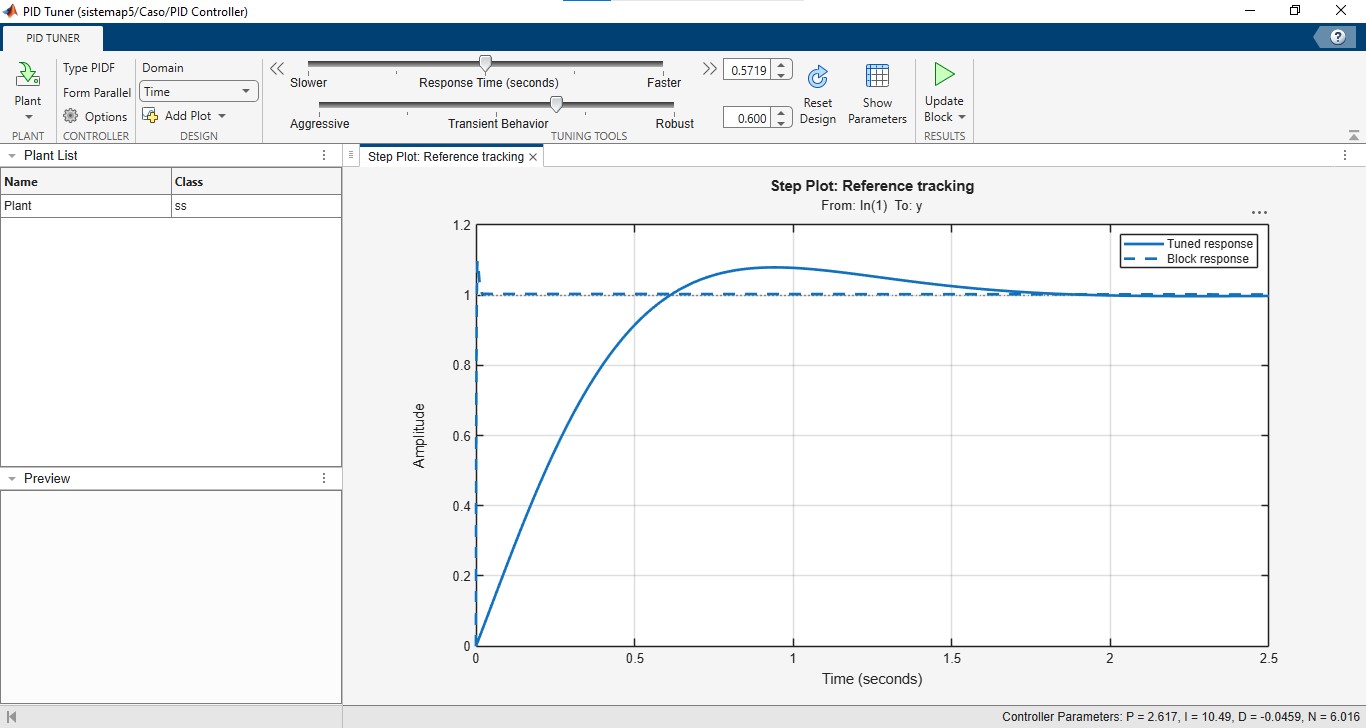 PID Tuner (sistemap5/Caso/PID Controller)
PID TUNER
Plant
PLANT
Type PIDF
Form Parallel
Options
CONTROLLER
Domain
Time
Add Plot
DESIGN
Slower
Response Time (seconds)
Faster
0.5719
Aggressive
Transient Behavior
Robust
0.600
TUNING TOOLS
Reset
Design
Show
Parameters
Update
Block
RESULTS
Plant List
Name Class
Plant ss
Preview
Step Plot: Reference tracking
Step Plot: Reference tracking
From: In(1) To: y
Tuned response
Block response
Amplitude
1.2
1
0.8
0.6
0.4
0.2
0
0 0.5 1 1.5 2 2.5
Time (seconds)
Controller Parameters: P = 2.617, I = 10.49, D = -0.0459, N = 6.016